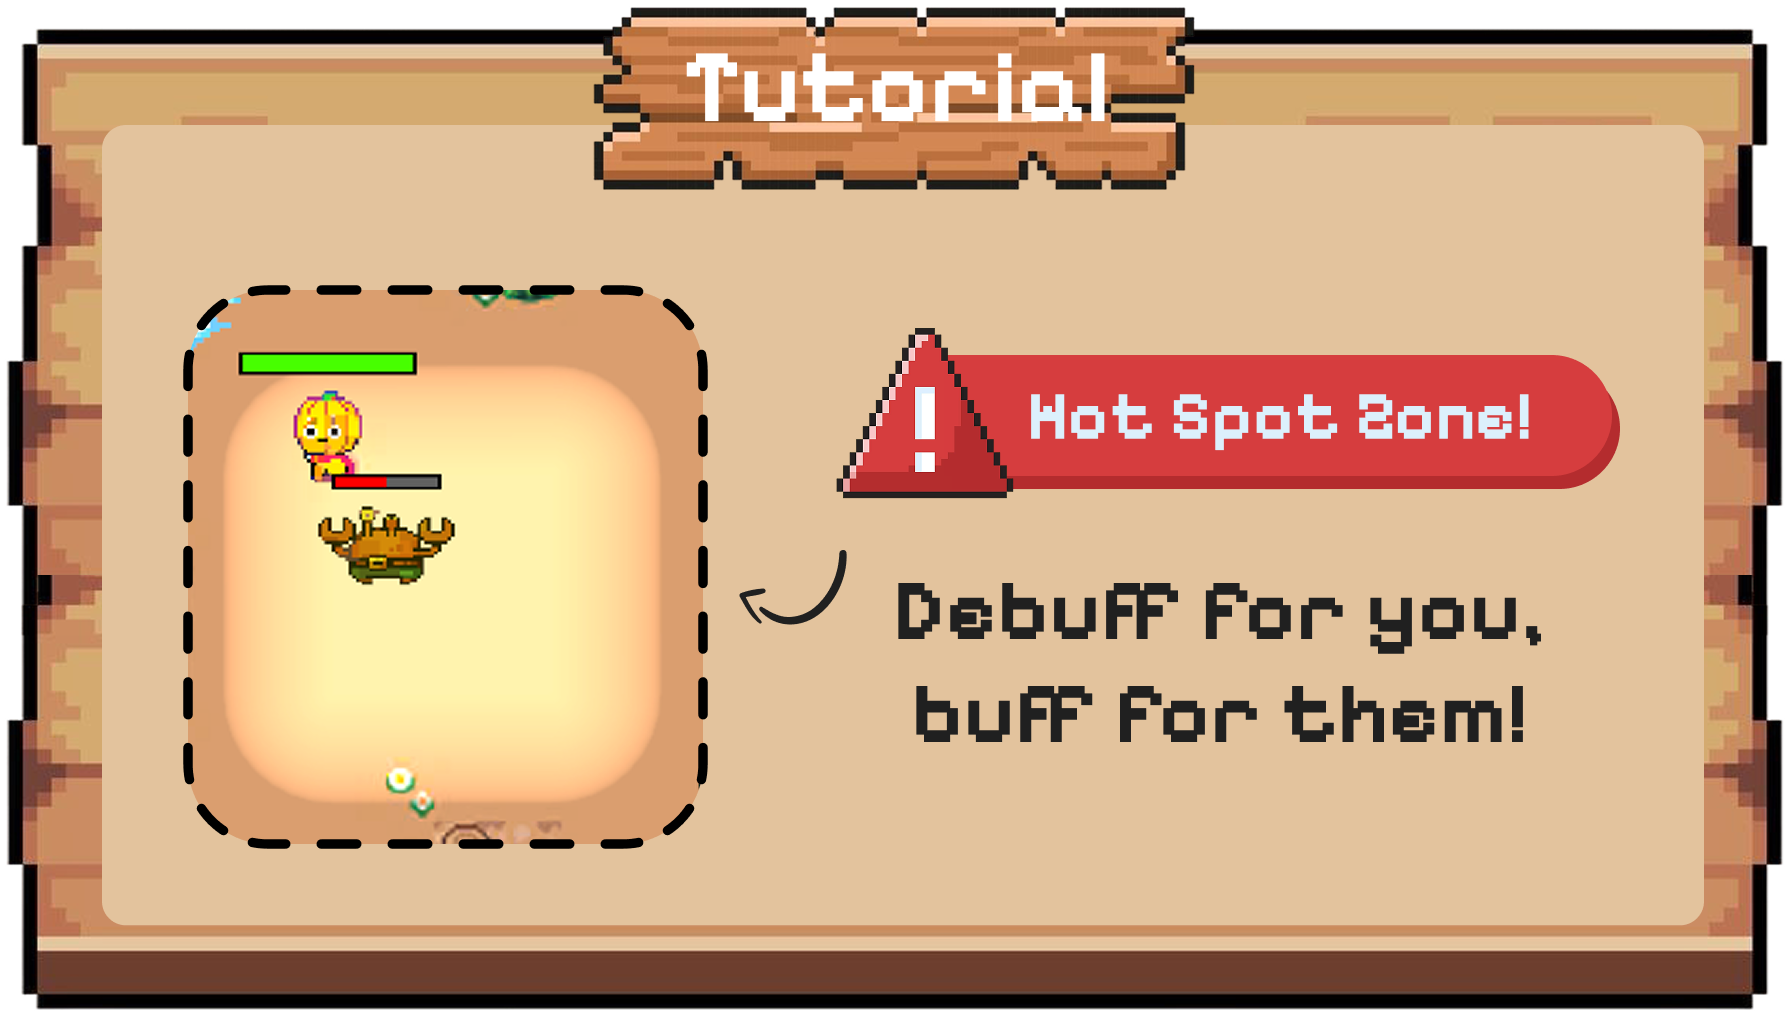 Tutorial
!
Hot Spot Zone!
Debuff for you,
buff for them!